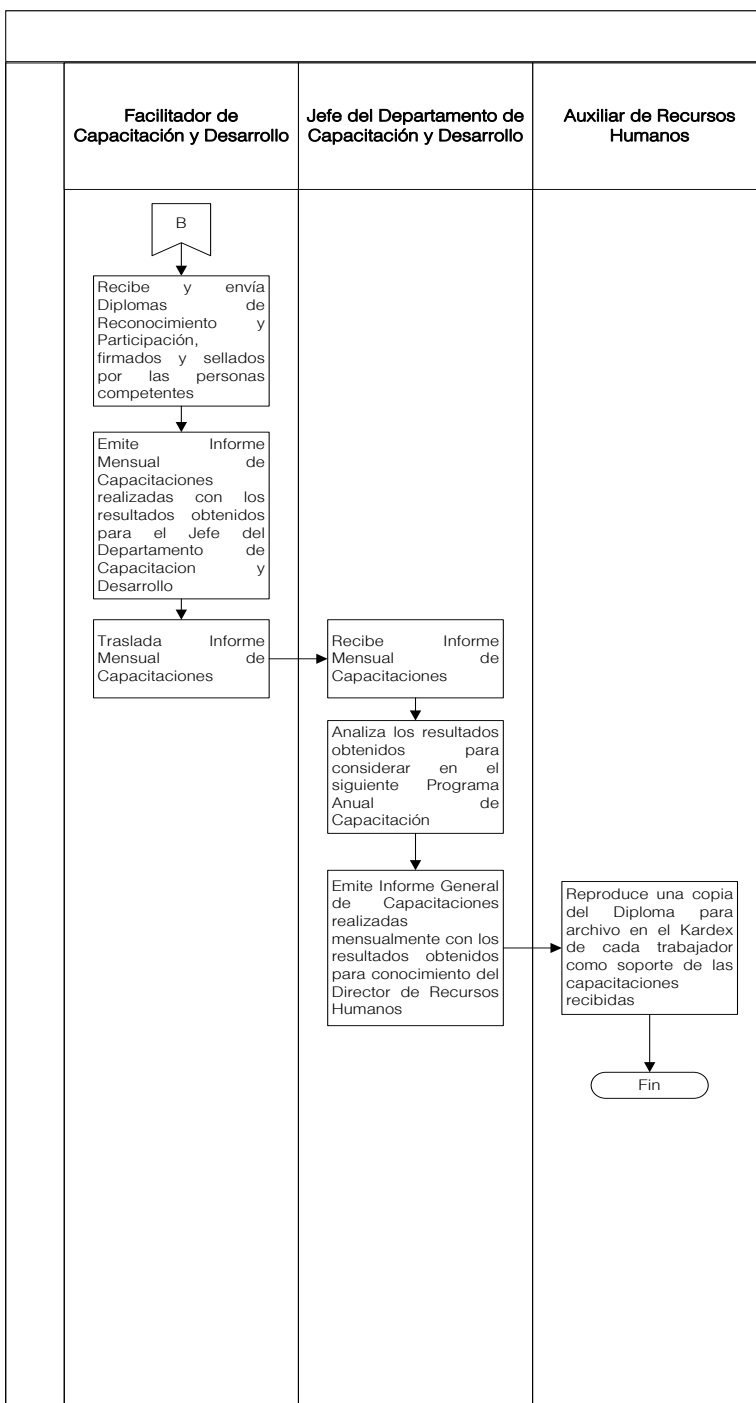 Facilitador de
Capacitación y Desarrollo
Jefe del Departamento de
Capacitación y Desarrollo
Auxiliar de Recursos
Humanos
B
Recibe y envía
Diplomas de
Reconocimiento y
Participación,
firmados y sellados
por las personas
competentes
Emite Informe
Mensual de
Capacitaciones
realizadas con los
resultados obtenidos
para el Jefe del
Departamento de
Capacitacion y
Desarrollo
Traslada Informe
Mensual de
Capacitaciones
Recibe Informe
Mensual de
Capacitaciones
Analiza los resultados
obtenidos para
considerar en el
siguiente Programa
Anual de
Capacitación
Emite Informe General
de Capacitaciones
realizadas
mensualmente con los
resultados obtenidos
para conocimiento del
Director de Recursos
Humanos
Reproduce una copia
del Diploma para
archivo en el Kardex
de cada trabajador
como soporte de las
capacitaciones
recibidas
Fin